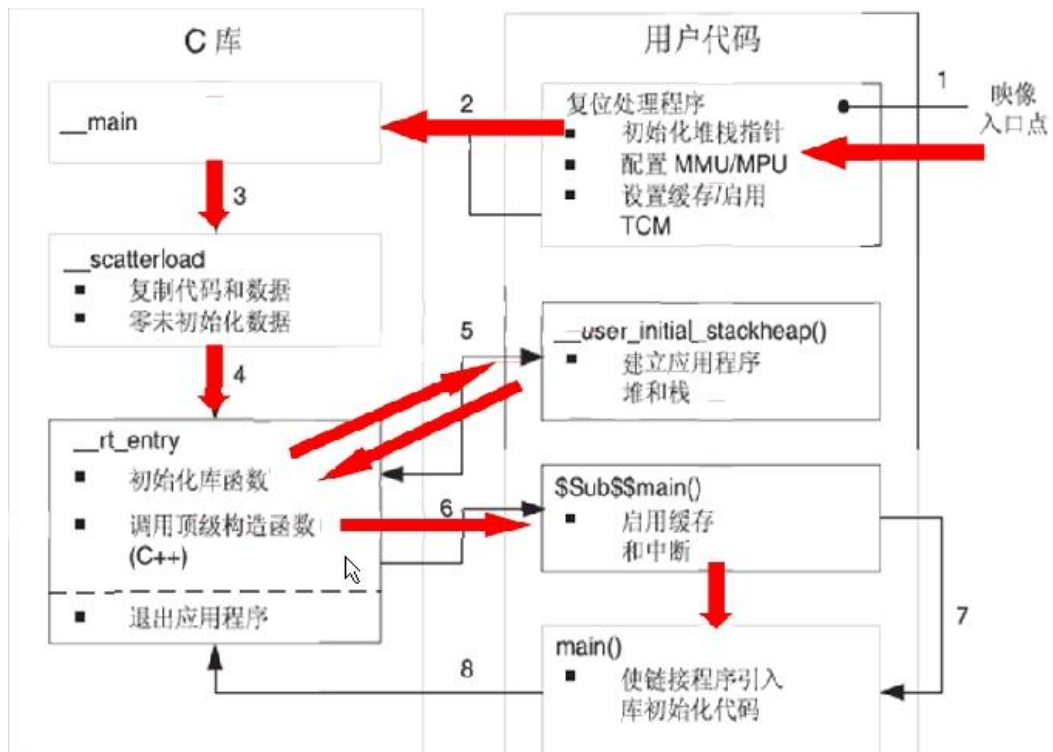 C 库
__main
3
__scatterload
■ 复制代码和数据
■ 零未初始化数据
4
__rt_entry
■ 初始化库函数
■ 调用顶级构造函数
(C++)
■ 退出应用程序
2
5
6
8
用户代码
复位处理程序
■ 初始化堆栈指针
■ 配置 MMU/MPU
■ 设置缓存/启用
TCM
1
映像
入口点
__user_initial_stackheap()
■ 建立应用程序
堆和栈
$Sub$$main()
■ 启用缓存
和中断
7
main()
■ 使链接程序引入
库初始化代码